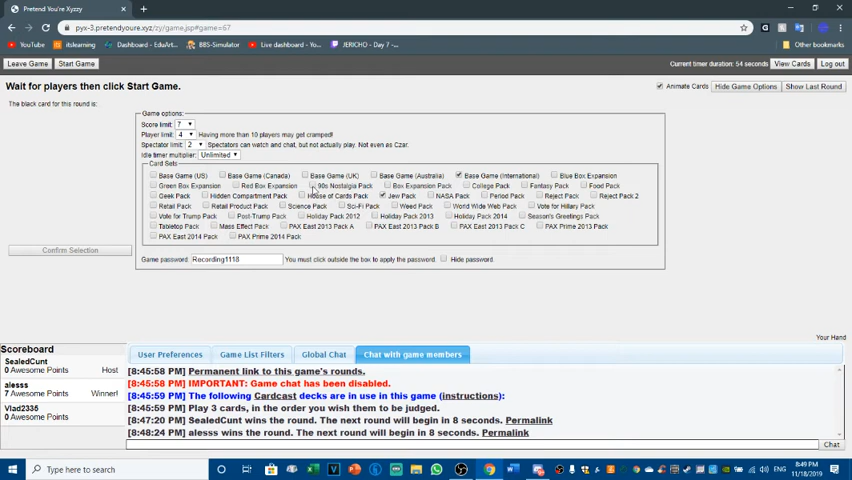 Pretend You're Xyzzy
pyx-3.pretendyoure.xyz/zy/game.jsp#game=67
YouTube itslearning Dashboard - EduArt... BBS-Simulator Live dashboard - You... JERICHO - Day 7 -... Other bookmarks
Leave Game Start Game Current timer duration: 54 seconds View Cards Log out
Wait for players then click Start Game. Animate Cards Hide Game Options Show Last Round
The black card for this round is:
Game options:
Score limit: 7
Player limit: 4 Having more than 10 players may get cramped!
Spectator limit: 2 Spectators can watch and chat, but not actually play. Not even as Czar.
Idle timer multiplier: Unlimited
Card Sets
Base Game (US) Base Game (Canada) Base Game (UK) Base Game (Australia) Base Game (International) Blue Box Expansion
Green Box Expansion Red Box Expansion 90s Nostalgia Pack Box Expansion Pack College Pack Fantasy Pack Food Pack
Geek Pack Hidden Compartment Pack House of Cards Pack Jew Pack NASA Pack Period Pack Reject Pack Reject Pack 2
Retail Pack Retail Product Pack Science Pack Sci-Fi Pack Weed Pack World Wide Web Pack Vote for Hillary Pack
Vote for Trump Pack Post-Trump Pack Holiday Pack 2012 Holiday Pack 2013 Holiday Pack 2014 Season's Greetings Pack
Tabletop Pack Mass Effect Pack PAX East 2013 Pack A PAX East 2013 Pack B PAX East 2013 Pack C PAX Prime 2013 Pack
PAX East 2014 Pack PAX Prime 2014 Pack
Confirm Selection
Game password: Recording1118 You must click outside the box to apply the password. Hide password.
Your Hand
Scoreboard
SealedCunt
0 Awesome Points Host
alesss
7 Awesome Points Winner!
Vlad2335
0 Awesome Points
User Preferences Game List Filters Global Chat Chat with game members
[8:45:58 PM] Permanent link to this game's rounds.
[8:45:58 PM] IMPORTANT: Game chat has been disabled.
[8:45:59 PM] The following Cardcast decks are in use in this game (instructions):
[8:45:59 PM] Play 3 cards, in the order you wish them to be judged.
[8:47:20 PM] SealedCunt wins the round. The next round will begin in 8 seconds. Permalink
[8:48:24 PM] alesss wins the round. The next round will begin in 8 seconds. Permalink
Chat
Type here to search
ENG
8:49 PM
11/18/2019